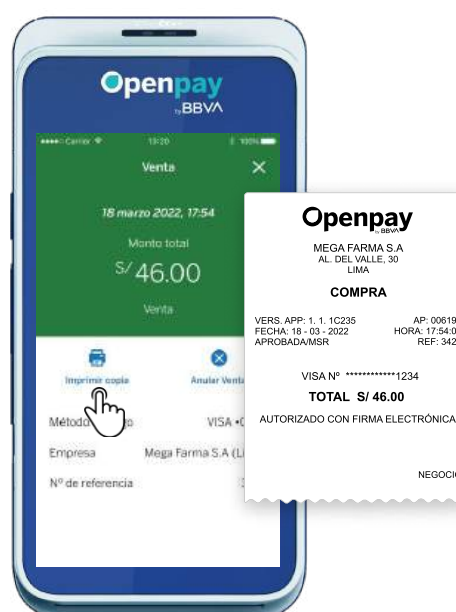 Openpay
by BBVA
Carrier 13:20 100%
Venta
18 marzo 2022, 17:54
Monto total
S/ 46.00
Venta
Imprimir copia
Anular Venta
VISA
Empresa Mega Farma S.A
Nº de referencia
Openpay
by BBVA
MEGA FARMA S.A
AL. DEL VALLE, 30
LIMA
COMPRA
VERS. APP: 1. 1. 1C235 AP: 00619
FECHA: 18 - 03 - 2022 HORA: 17:54:0
APROBADA/MSR REF: 342
VISA Nº ************1234
TOTAL S/ 46.00
AUTORIZADO CON FIRMA ELECTRÓNICA